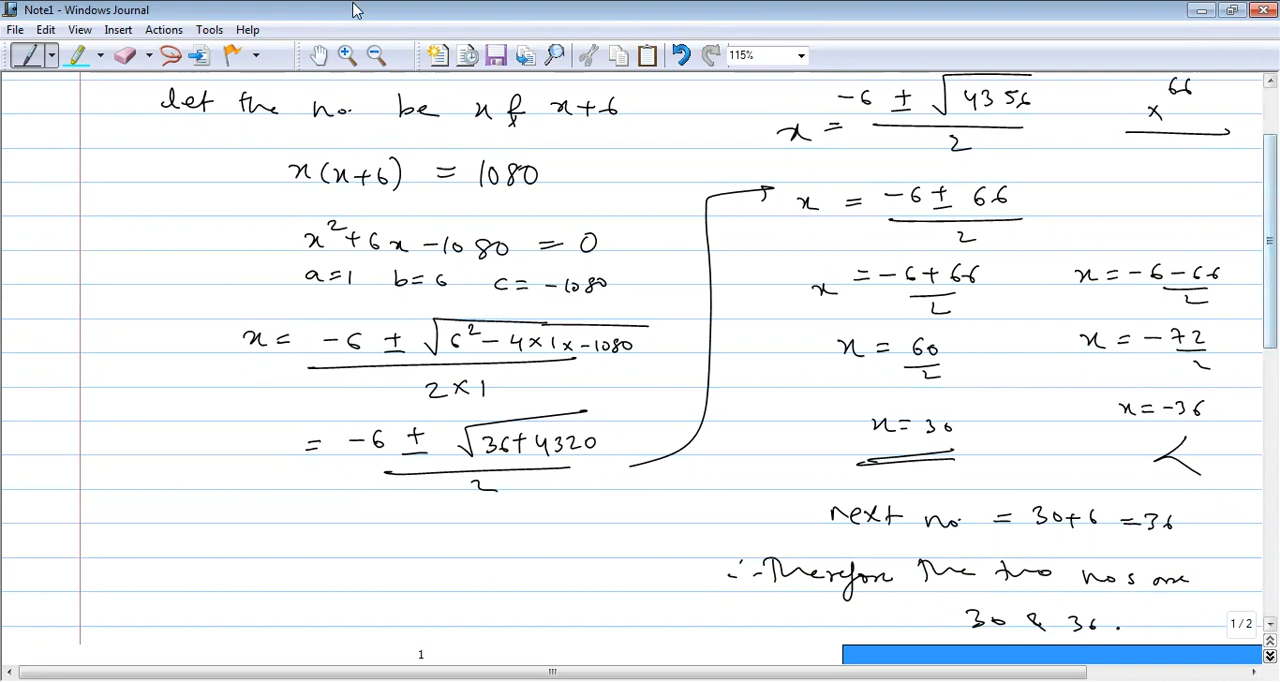 Note1 - Windows Journal
File Edit View Insert Actions Tools Help
115%
let the no. be x & x+6
x(x+6) = 1080
x²+6x-1080 = 0
a=1 b=6 c=-1080
x= -6 ± √6²-4×1×-1080
2×1
= -6 ± √36+4320
2
x = -6 ± √4356
2
66
×
x = -6 ± 66
2
x = -6+66
2
x = 60
2
x=30
x=-6-66
2
x=-72
2
x=-36
next no. = 30+6 =36
∴ Therefore the two nos are
30 & 36.
1/2
1